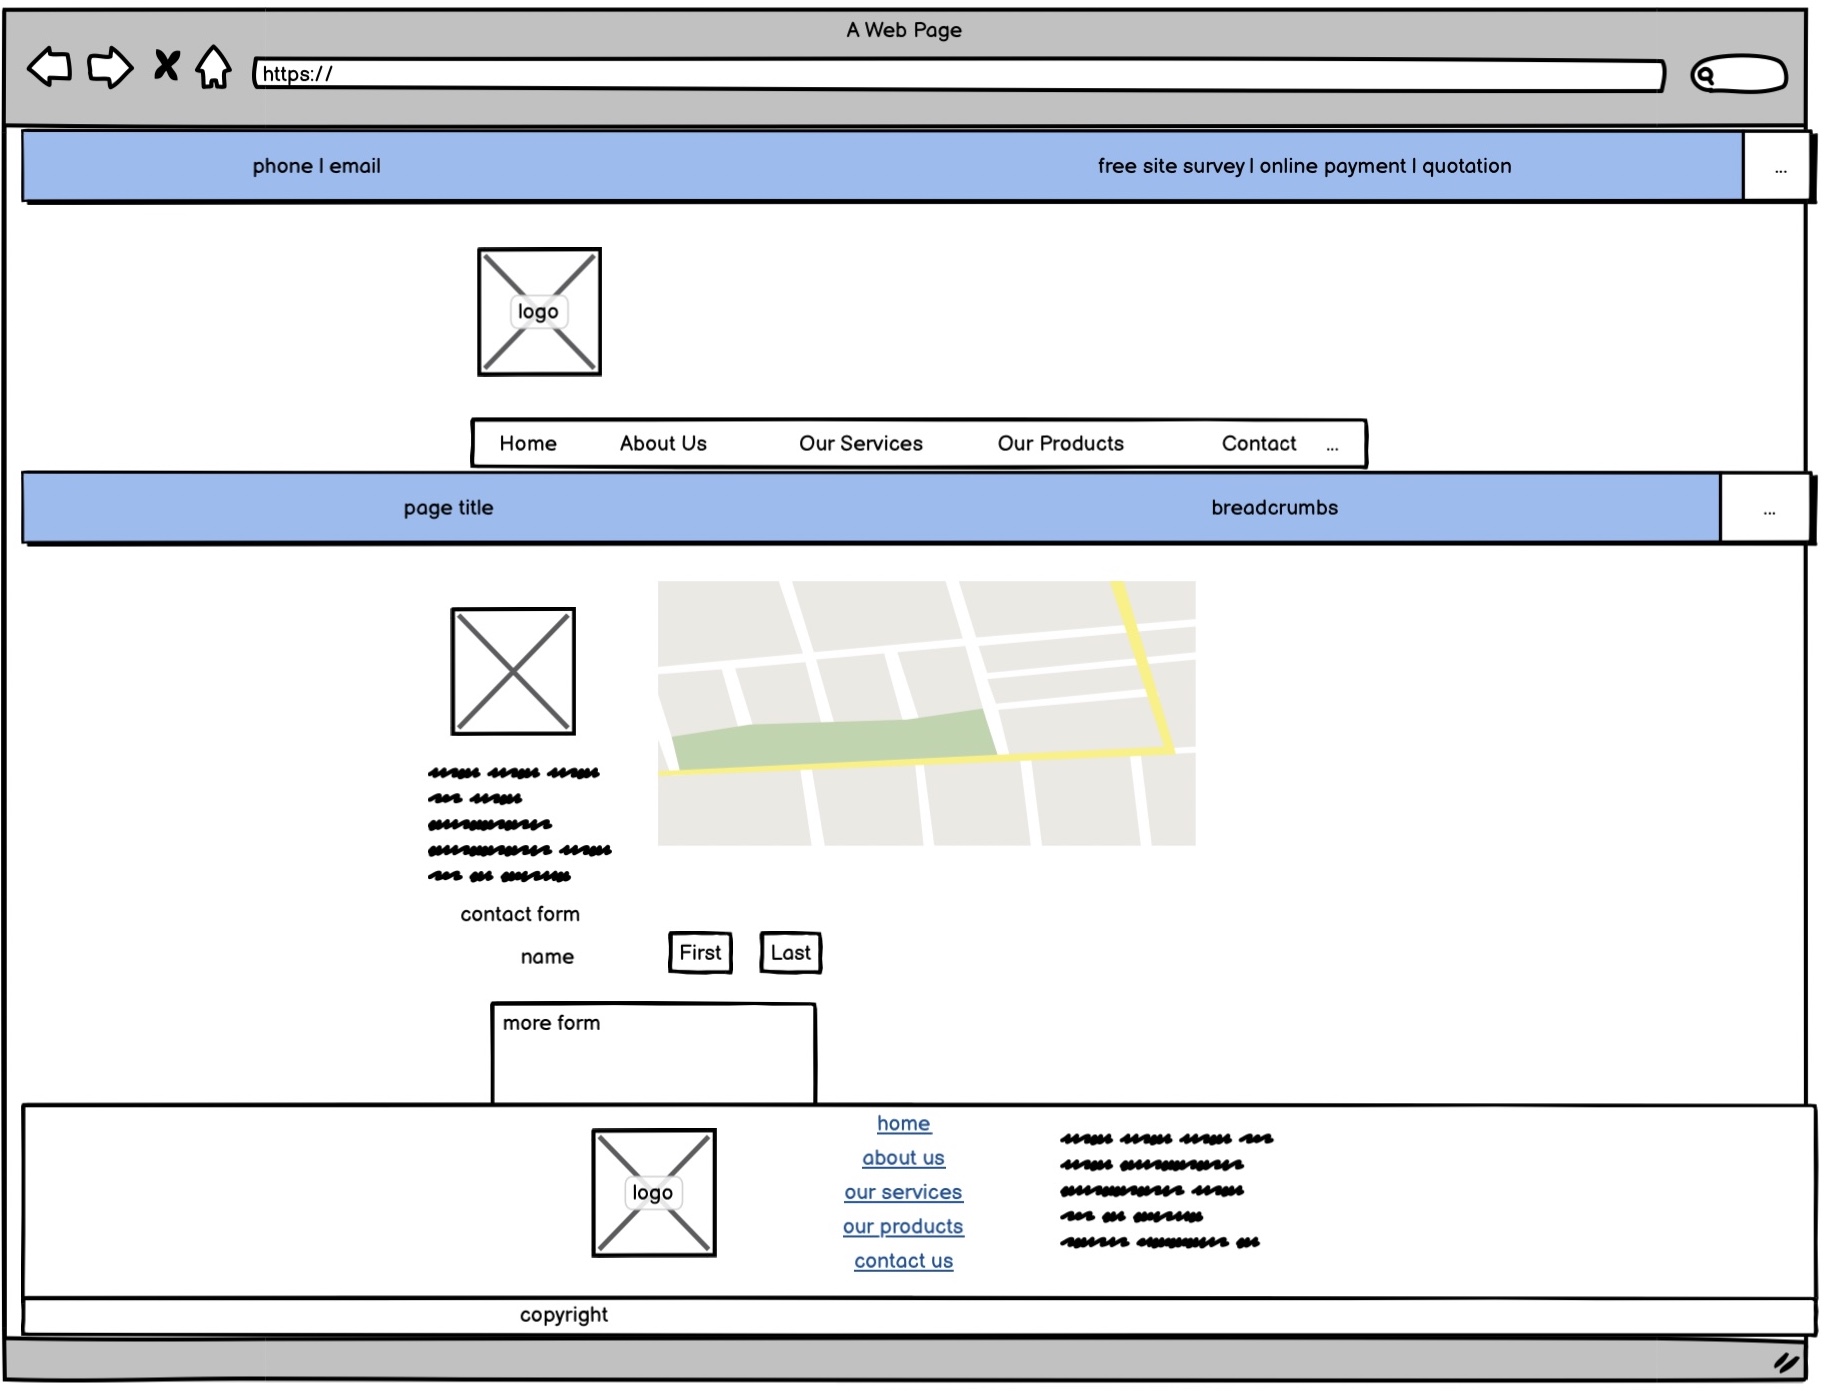 A Web Page
https://
phone | email
free site survey | online payment | quotation
...
logo
Home About Us Our Services Our Products Contact ...
page title
breadcrumbs
...
contact form
name
First
Last
more form
home
about us
our services
our products
contact us
logo
copyright